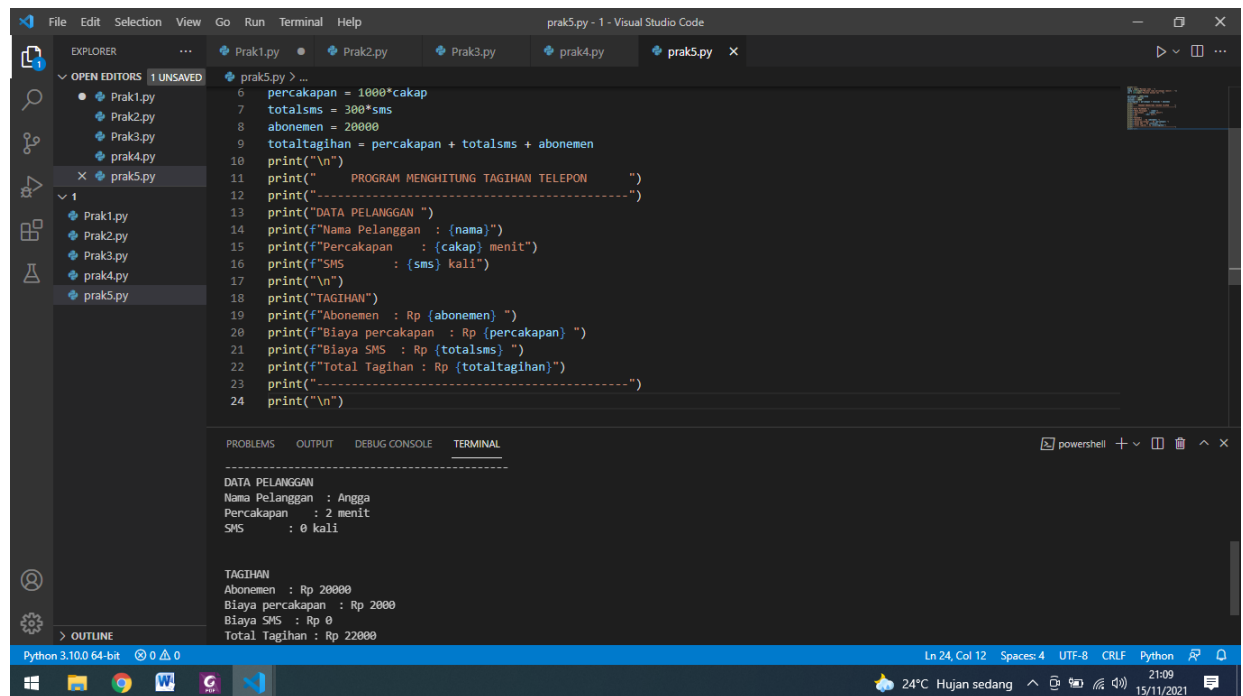 File Edit Selection View Go Run Terminal Help prak5.py - 1 - Visual Studio Code
EXPLORER
OPEN EDITORS 1 UNSAVED
Prak1.py
Prak2.py
Prak3.py
prak4.py
prak5.py
1
Prak1.py
Prak2.py
Prak3.py
prak4.py
prak5.py
OUTLINE
1
Prak1.py Prak2.py Prak3.py prak4.py prak5.py
prak5.py > ...
6 percakapan = 1000*cakap
7 totalsms = 300*sms
8 abonemen = 20000
9 totaltagihan = percakapan + totalsms + abonemen
10 print("\n")
11 print("     PROGRAM MENGHITUNG TAGIHAN TELEPON      ")
12 print("---------------------------------------------")
13 print("DATA PELANGGAN ")
14 print(f"Nama Pelanggan  : {nama}")
15 print(f"Percakapan    : {cakap} menit")
16 print(f"SMS       : {sms} kali")
17 print("\n")
18 print("TAGIHAN")
19 print(f"Abonemen  : Rp {abonemen} ")
20 print(f"Biaya percakapan  : Rp {percakapan} ")
21 print(f"Biaya SMS  : Rp {totalsms} ")
22 print(f"Total Tagihan : Rp {totaltagihan}")
23 print("---------------------------------------------")
24 print("\n")
PROBLEMS OUTPUT DEBUG CONSOLE TERMINAL powershell
---------------------------------------------
DATA PELANGGAN
Nama Pelanggan  : Angga
Percakapan    : 2 menit
SMS       : 0 kali
TAGIHAN
Abonemen  : Rp 20000
Biaya percakapan  : Rp 2000
Biaya SMS  : Rp 0
Total Tagihan : Rp 22000
Python 3.10.0 64-bit 0 0 Ln 24, Col 12 Spaces: 4 UTF-8 CRLF Python
24°C Hujan sedang 21:09
15/11/2021